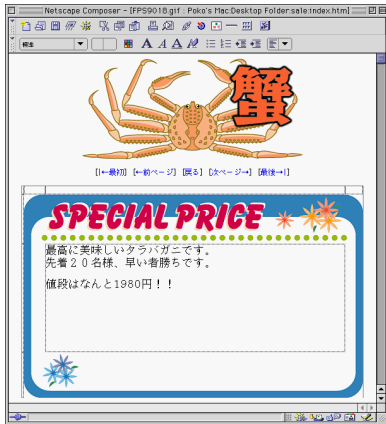 Netscape Composer - [FPS9018.gif : Poko's Mac:Desktop Folder:sale:index.htm]
標準
A A A
蟹
[|←最初] [←前ページ] [戻る] [次ページ→] [最後→|]
SPECIAL PRICE
最高に美味しいタラバガニです。
先着20名様、早い者勝ちです。
値段はなんと1980円！！